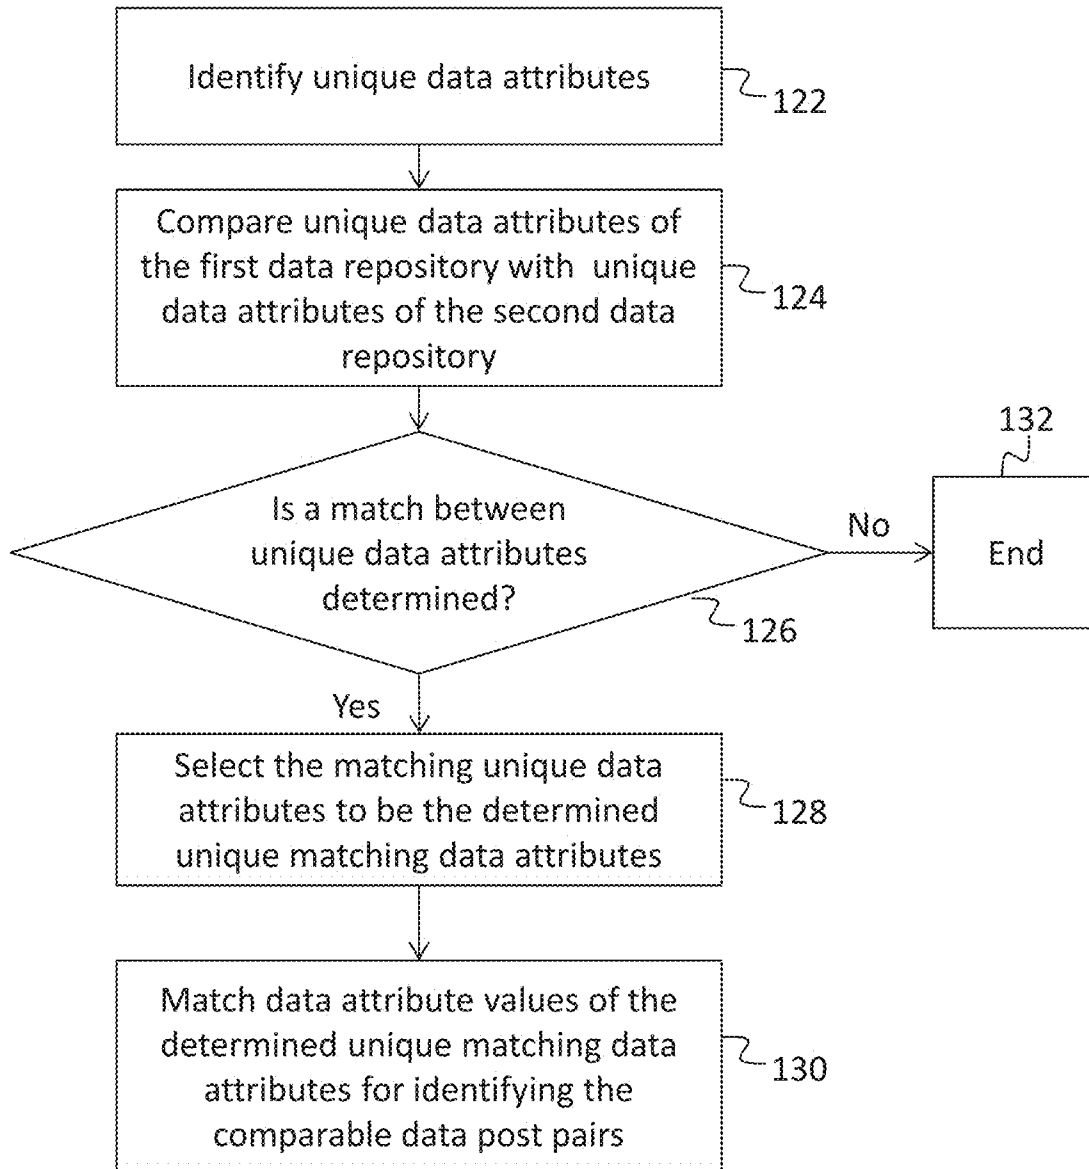 Identify unique data attributes
122
Compare unique data attributes of
the first data repository with unique
data attributes of the second data
repository
124
132
Is a match between
unique data attributes
determined?
No
End
126
Yes
Select the matching unique data
attributes to be the determined
unique matching data attributes
128
Match data attribute values of the
determined unique matching data
attributes for identifying the
comparable data post pairs
130